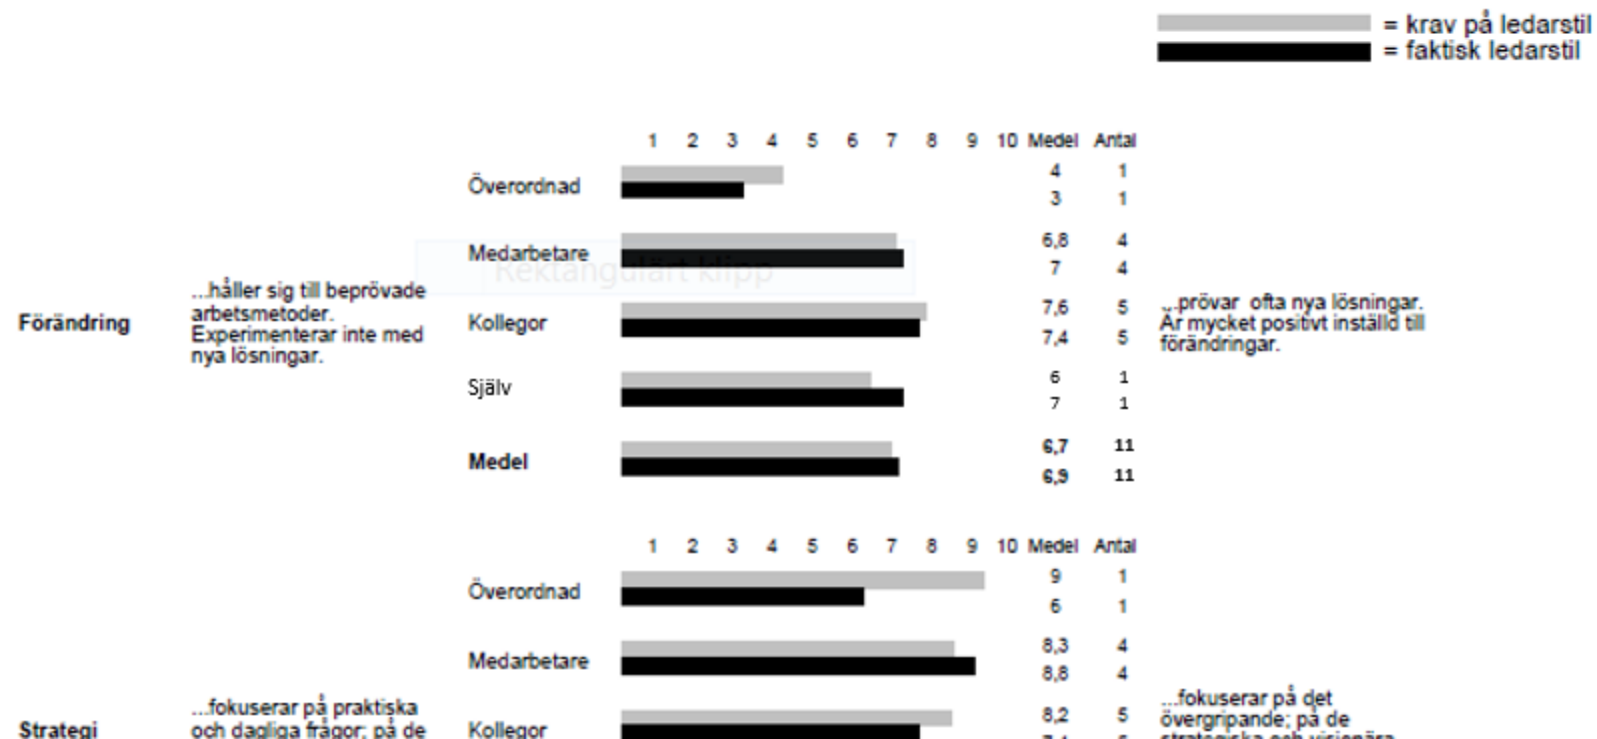 = krav på ledarstil
= faktisk ledarstil
1 2 3 4 5 6 7 8 9 10 Medel Antal
Överordnad
4 1
3 1
Medarbetare
6,8 4
7 4
Rektangulärt klipp
Förändring
...håller sig till beprövade
arbetsmetoder.
Experimenterar inte med
nya lösningar.
Kollegor
7,6 5
7,4 5
...prövar ofta nya lösningar.
Är mycket positivt inställd till
förändringar.
Själv
6 1
7 1
Medel
6,7 11
6,9 11
1 2 3 4 5 6 7 8 9 10 Medel Antal
Överordnad
9 1
6 1
Medarbetare
8,3 4
8,8 4
Strategi
...fokuserar på praktiska
och dagliga frågor; på de
Kollegor
8,2 5
...fokuserar på det
övergripande; på de
strategiska och visionära